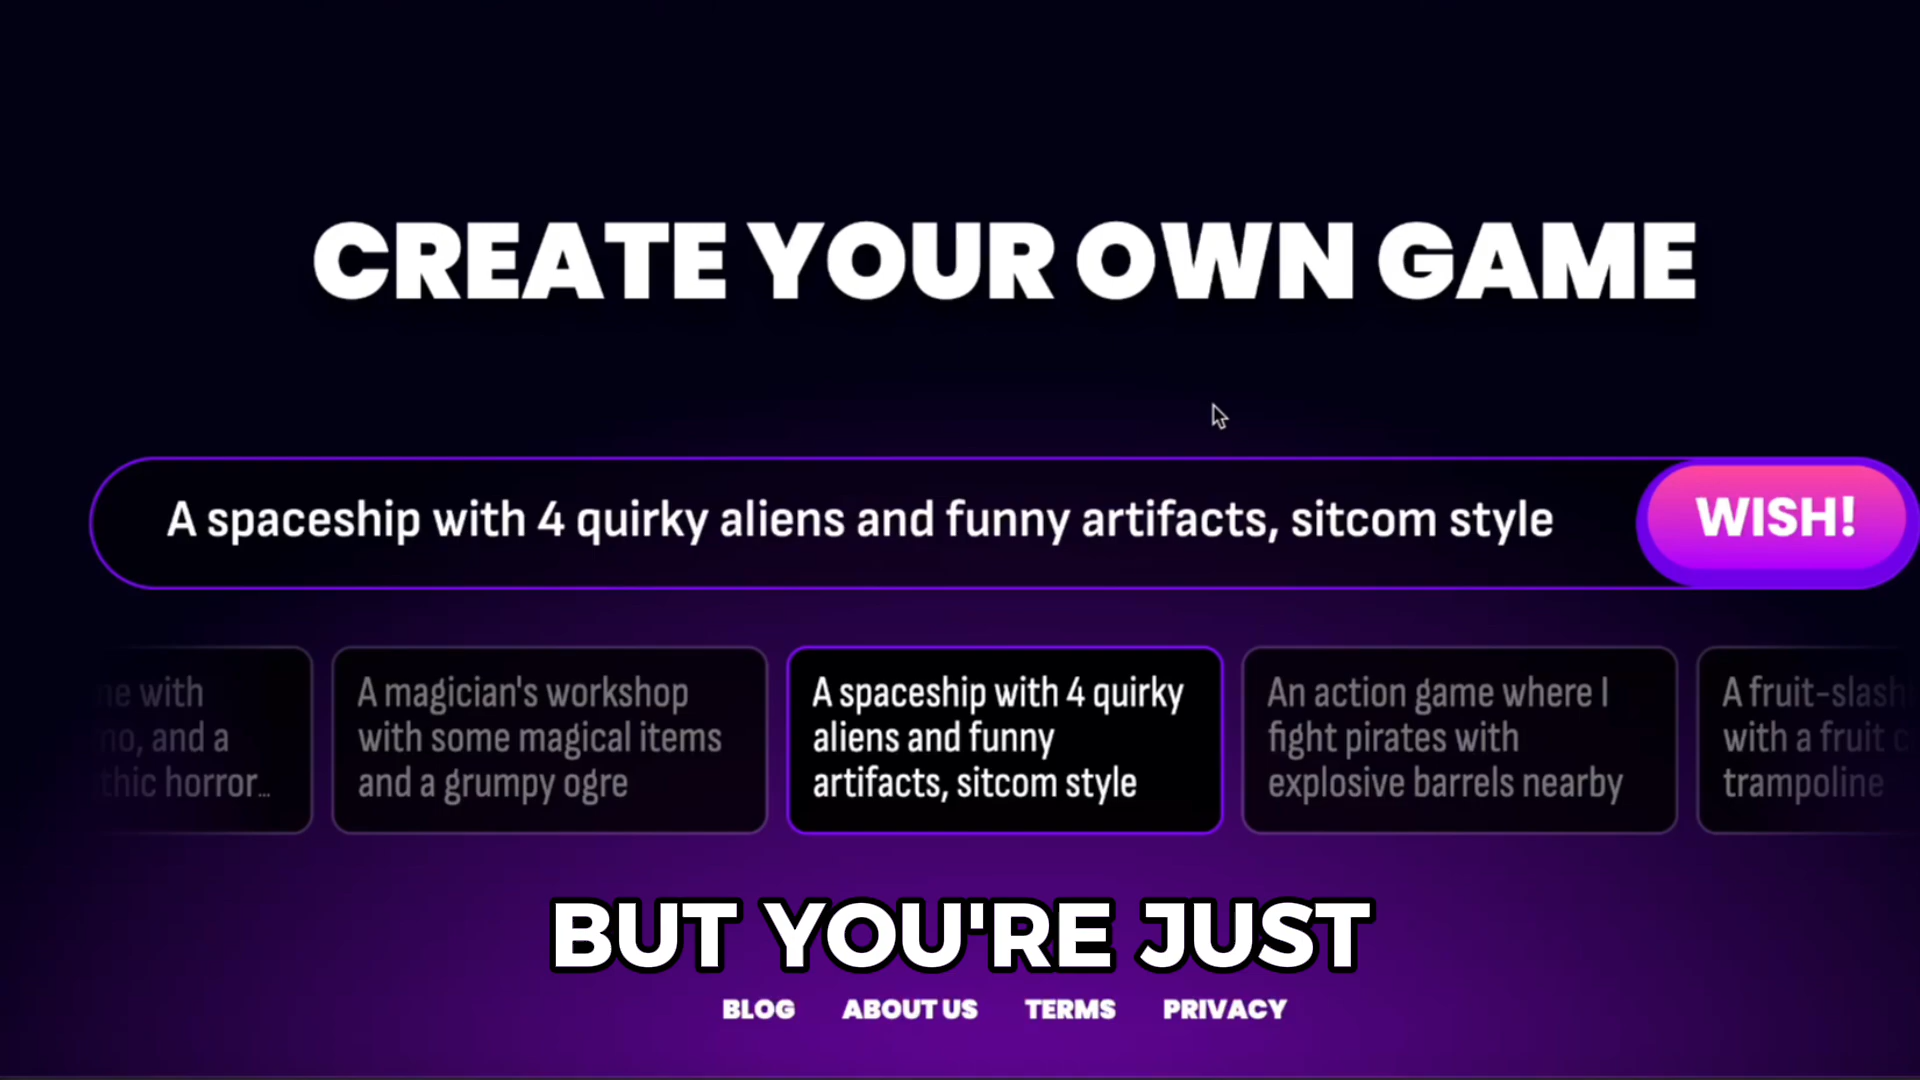 CREATE YOUR OWN GAME
A spaceship with 4 quirky aliens and funny artifacts, sitcom style
WISH!
with
and a
horror...
A magician's workshop
with some magical items
and a grumpy ogre
A spaceship with 4 quirky
aliens and funny
artifacts, sitcom style
An action game where I
fight pirates with
explosive barrels nearby
A fruit-slash
with a fruit
trampoline
BUT YOU'RE JUST
BLOG ABOUT US TERMS PRIVACY